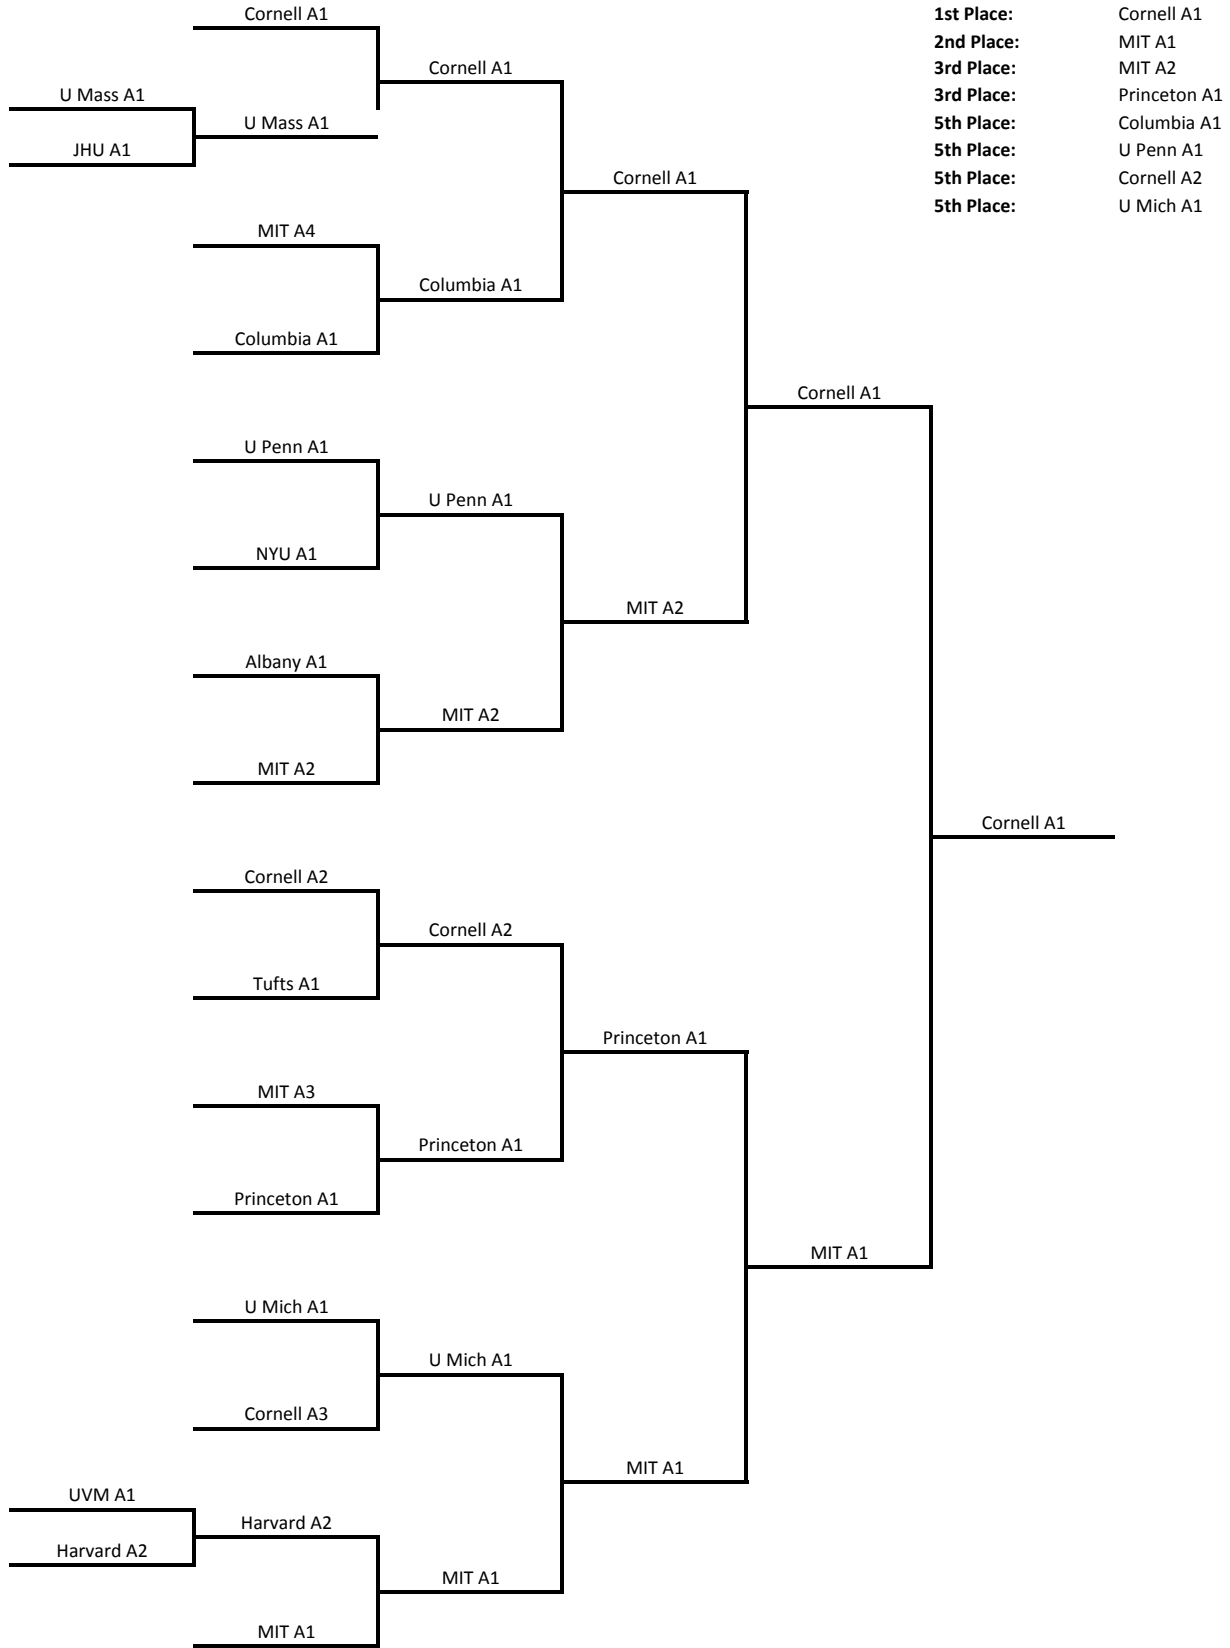 Cornell A1
1st Place: Cornell A1
2nd Place: MIT A1
Cornell A1
3rd Place: MIT A2
U Mass A1
3rd Place: Princeton A1
U Mass A1
5th Place: Columbia A1
JHU A1
5th Place: U Penn A1
Cornell A1
5th Place: Cornell A2
5th Place: U Mich A1
MIT A4
Columbia A1
Columbia A1
Cornell A1
U Penn A1
U Penn A1
NYU A1
MIT A2
Albany A1
MIT A2
MIT A2
Cornell A1
Cornell A2
Cornell A2
Tufts A1
Princeton A1
MIT A3
Princeton A1
Princeton A1
MIT A1
U Mich A1
U Mich A1
Cornell A3
MIT A1
UVM A1
Harvard A2
Harvard A2
MIT A1
MIT A1